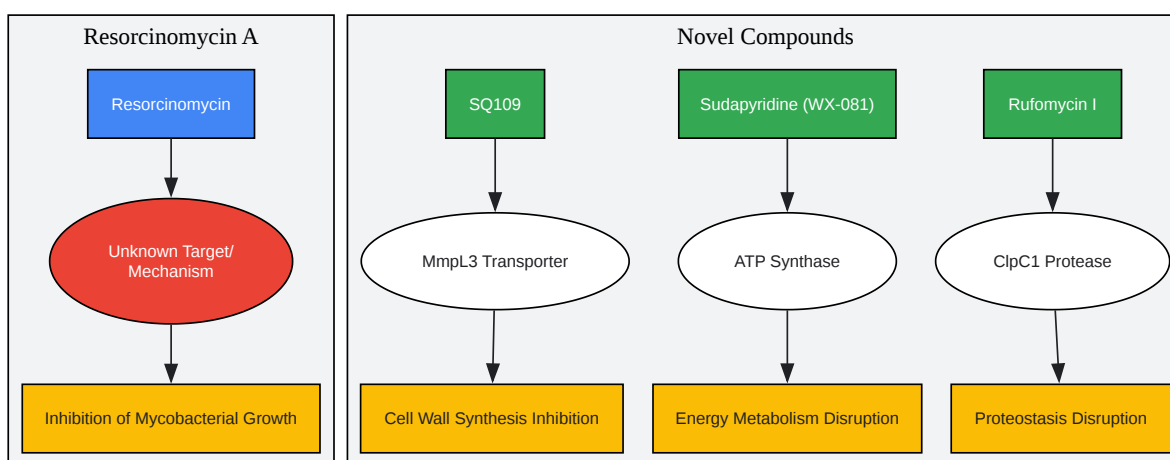 Resorcinomycin A
Resorcinomycin
Unknown Target/
Mechanism
Inhibition of Mycobacterial Growth
Novel Compounds
SQ109
Sudapyridine (WX-081)
Rufomycin I
MmpL3 Transporter
ATP Synthase
ClpC1 Protease
Cell Wall Synthesis Inhibition
Energy Metabolism Disruption
Proteostasis Disruption